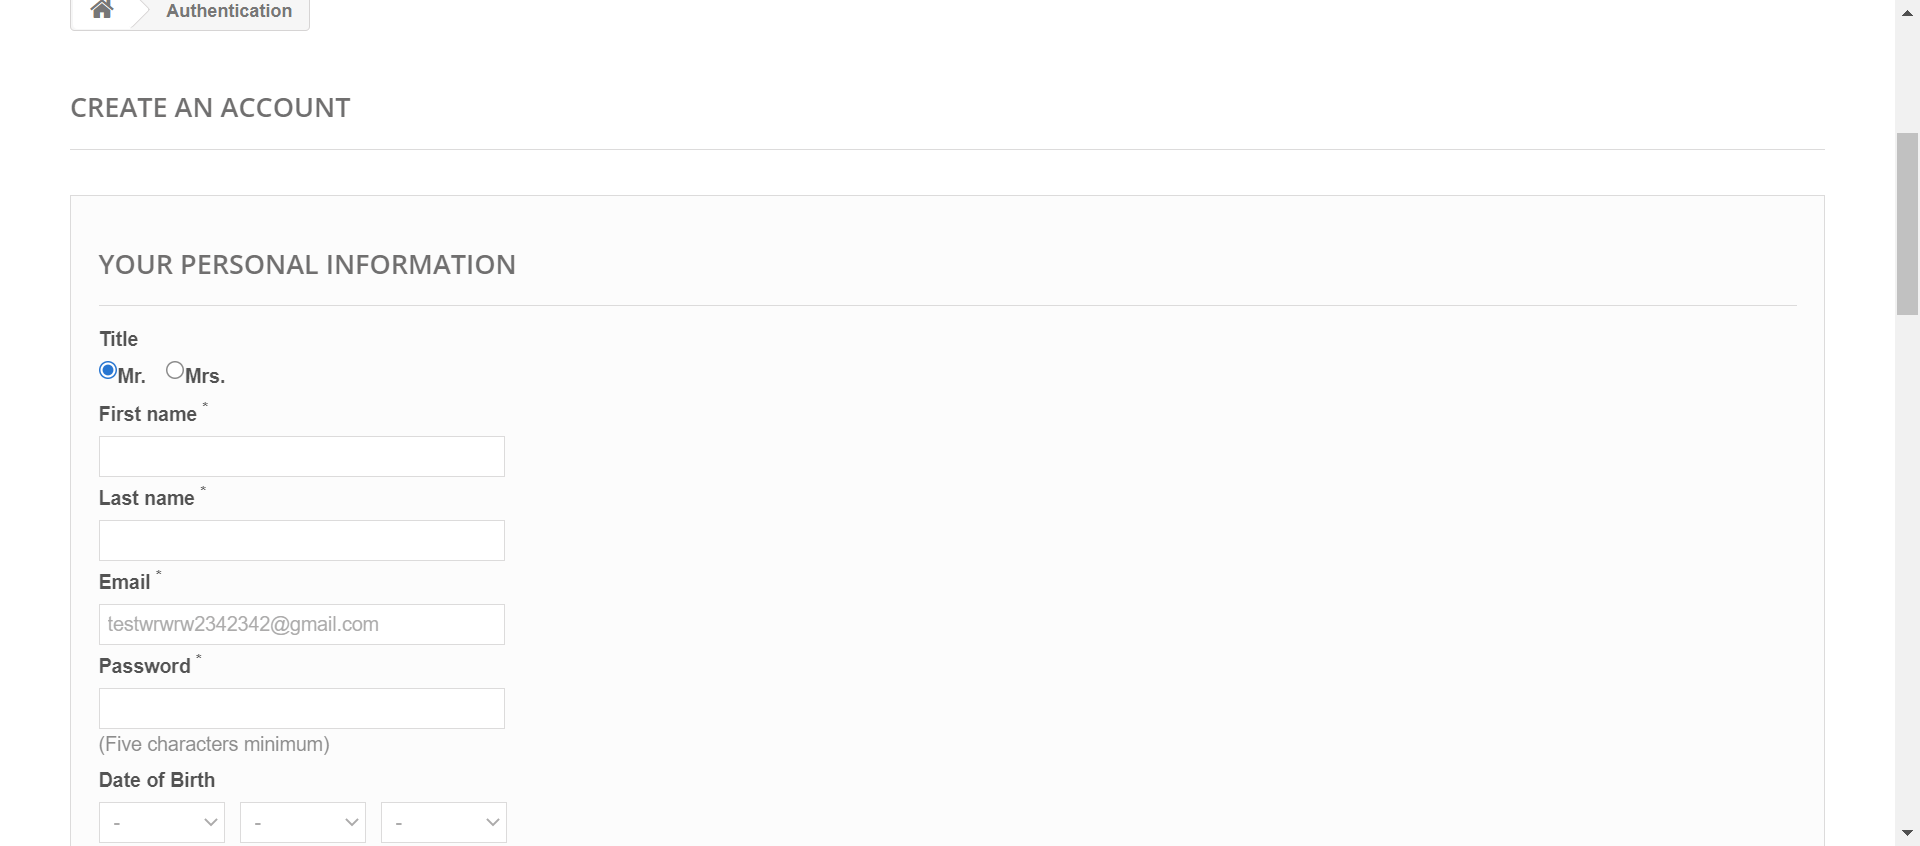 Authentication
CREATE AN ACCOUNT
YOUR PERSONAL INFORMATION
Title
Mr. Mrs.
First name *
Last name *
Email *
testwrwrw2342342@gmail.com
Password *
(Five characters minimum)
Date of Birth
- - -